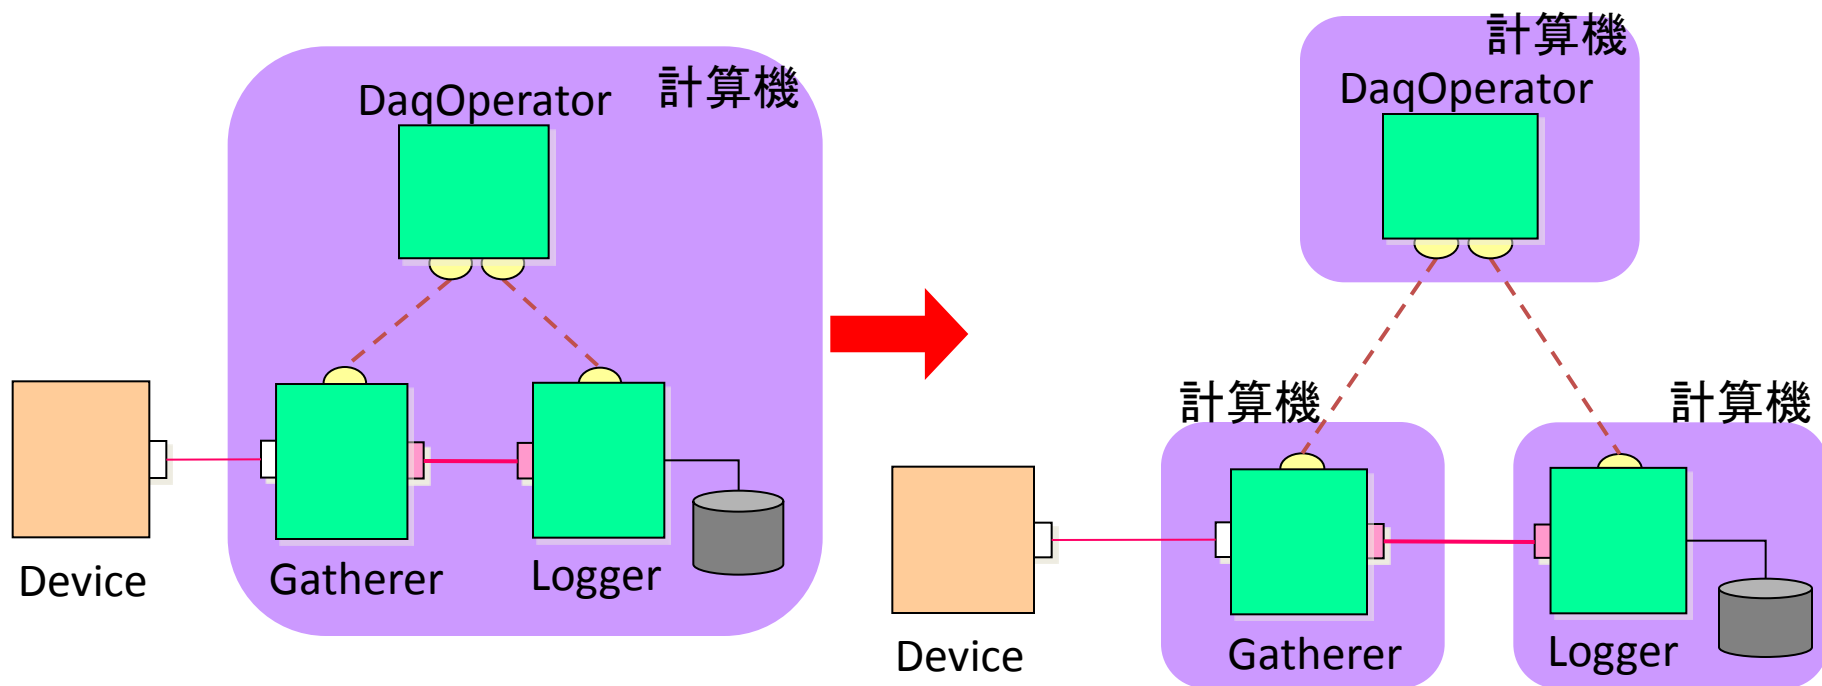 計算機
DaqOperator
Device
Gatherer
Logger
計算機
DaqOperator
計算機
計算機
Device
Gatherer
Logger